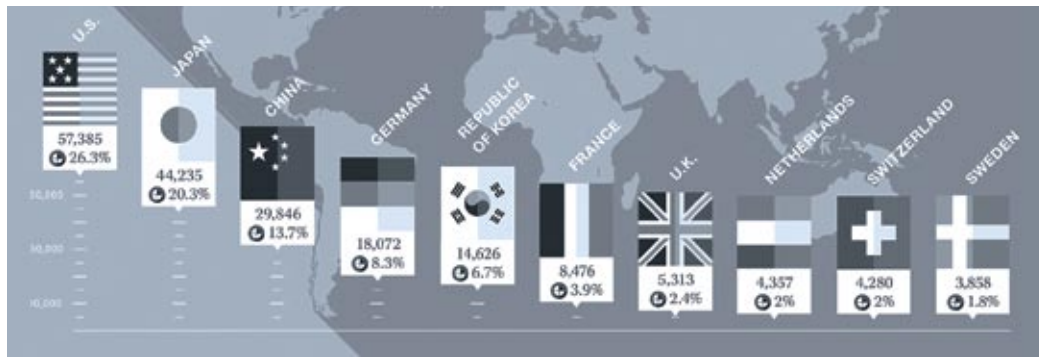 U.S.
57,385
26.3%
JAPAN
44,235
20.3%
CHINA
29,846
13.7%
GERMANY
18,072
8.3%
REPUBLIC
OF KOREA
14,626
6.7%
FRANCE
8,476
3.9%
U.K.
5,313
2.4%
NETHERLANDS
4,357
2%
SWITZERLAND
4,280
2%
SWEDEN
3,858
1.8%